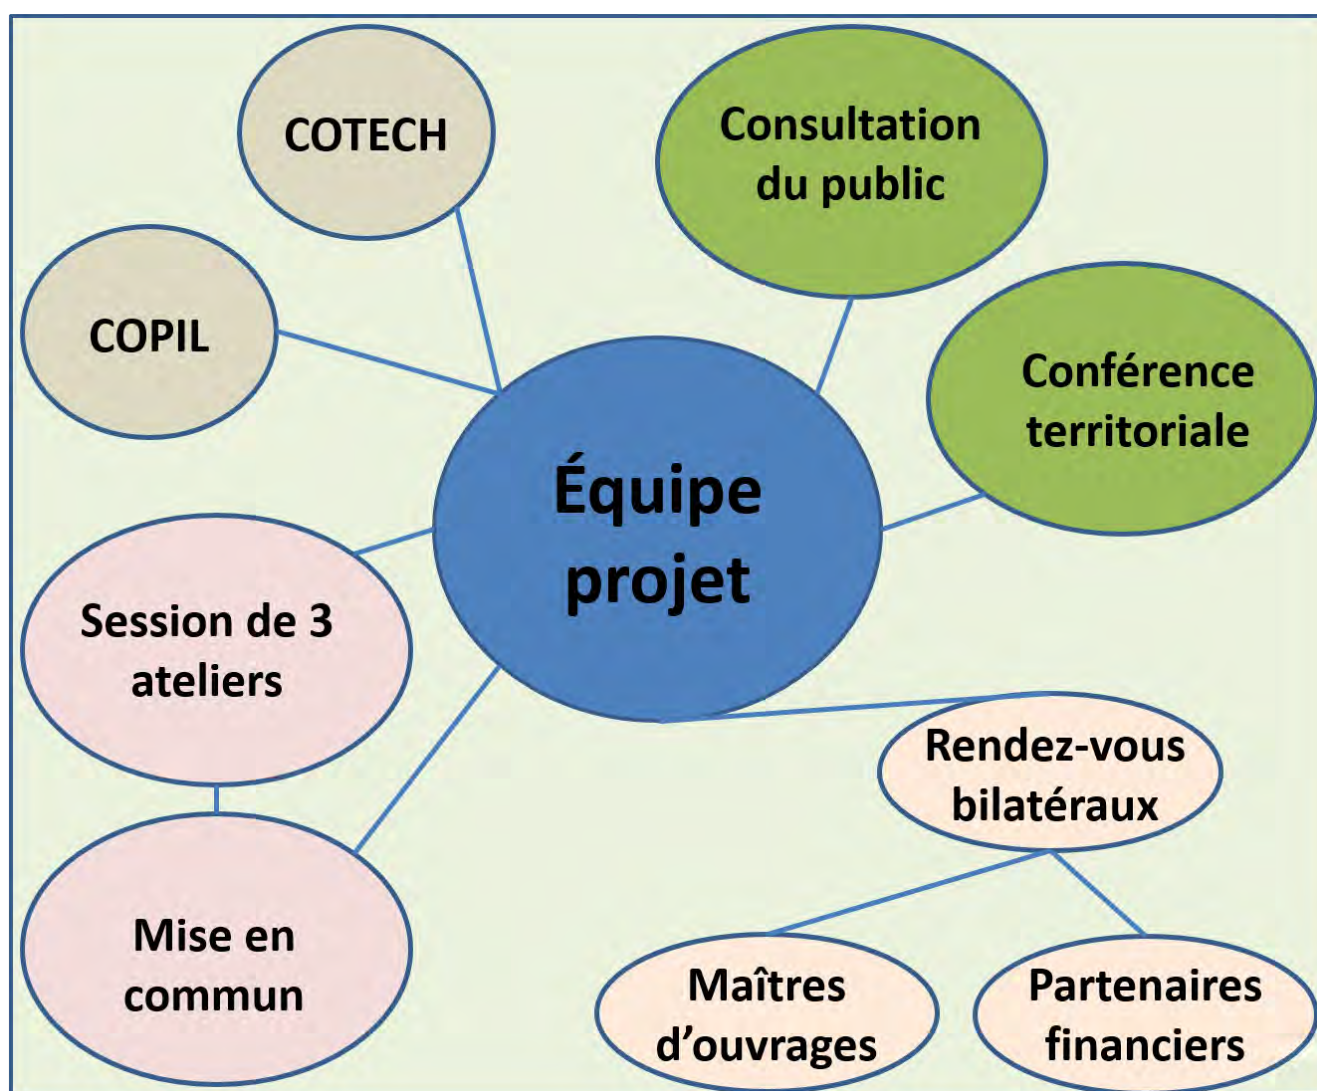 COTECH
Consultation
du public
COPIL
Conférence
territoriale
Équipe
projet
Session de 3
ateliers
Rendez-vous
bilatéraux
Mise en
commun
Maîtres
d’ouvrages
Partenaires
financiers